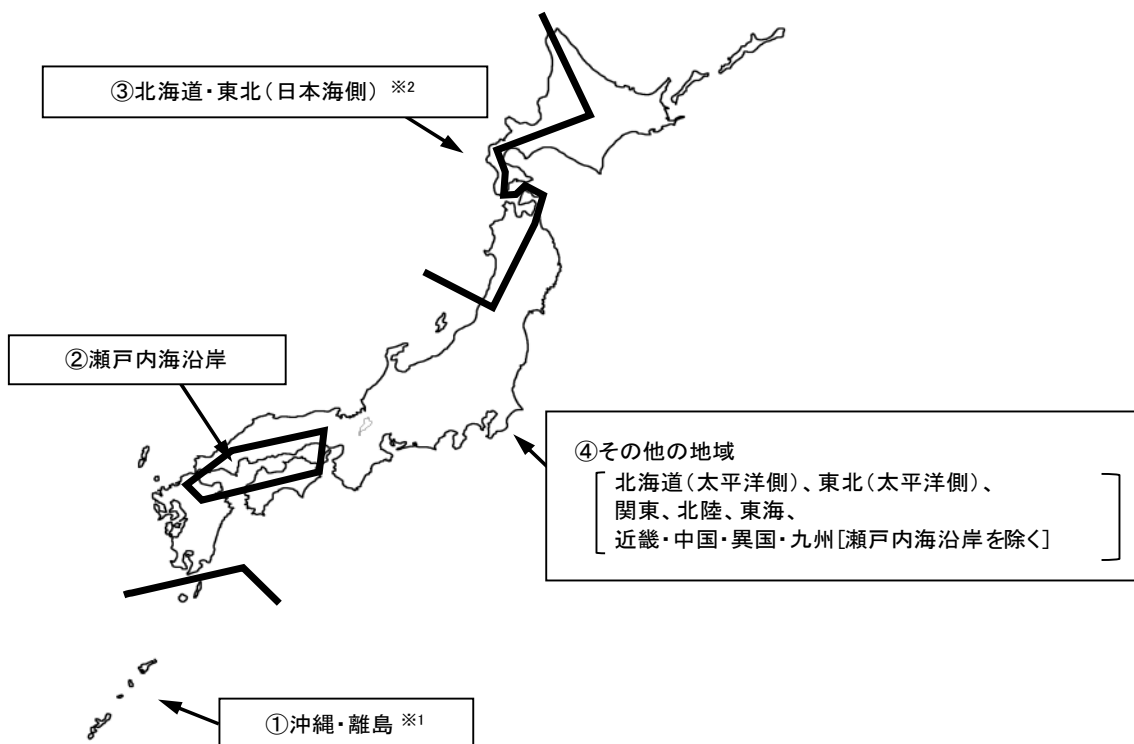 ③北海道・東北(日本海側) ※2
②瀬戸内海沿岸
④その他の地域
北海道(太平洋側)、東北(太平洋側)、
関東、北陸、東海、
近畿・中国・異国・九州[瀬戸内海沿岸を除く]
①沖縄・離島 ※1